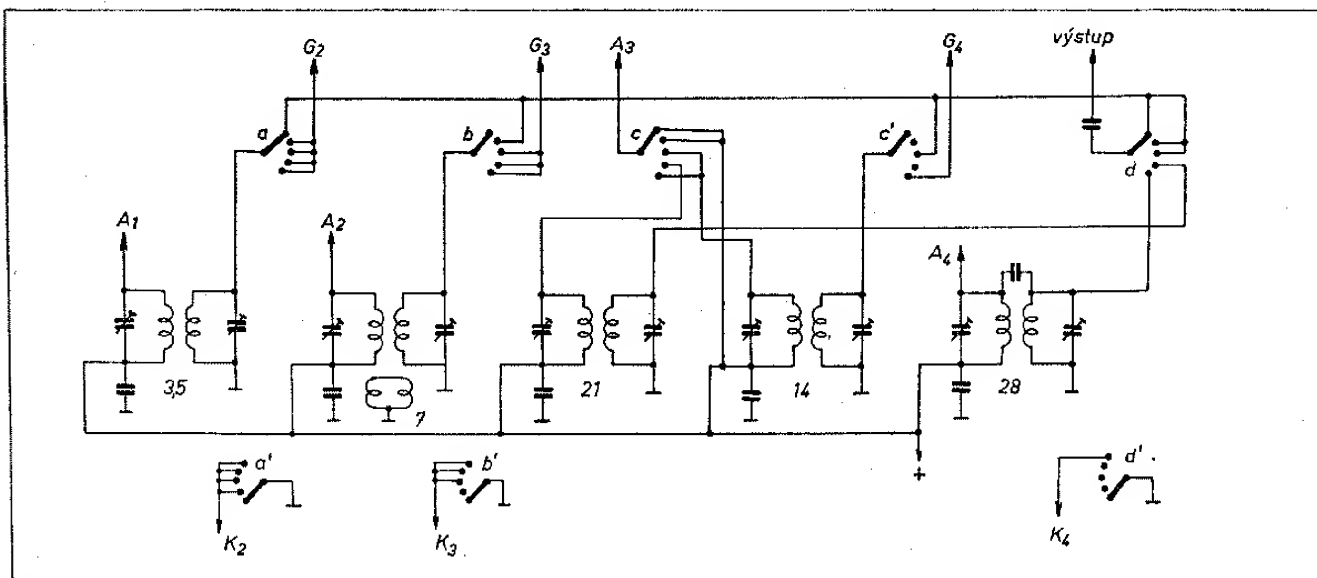 G2 G3 A3 G4 výstup
a b c c' d
A1 A2 A4
3,5 7 21 14 28
+
a' b' d'
K2 K3 K4